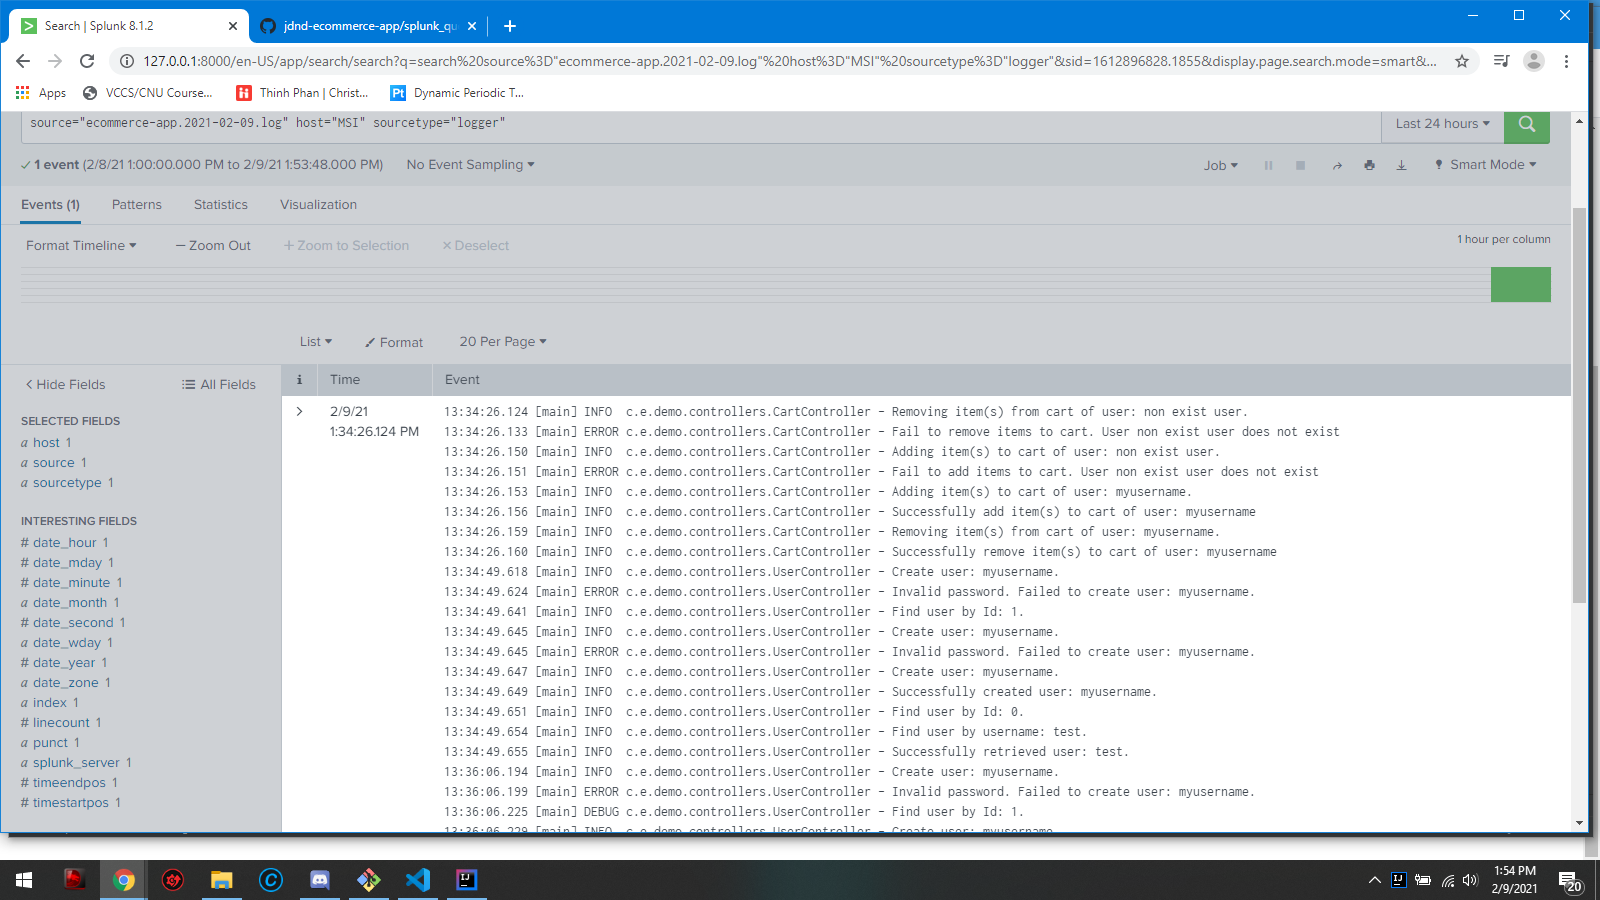 Search | Splunk 8.1.2
jdnd-ecommerce-app/splunk_qu
127.0.0.1:8000/en-US/app/search/search?q=search%20source%3D"ecommerce-app.2021-02-09.log"%20host%3D"MSI"%20sourcetype%3D"logger"&sid=1612896828.1855&display.page.search.mode=smart&...
Apps
VCCS/CNU Course...
Thinh Phan | Christ...
Dynamic Periodic T...
source="ecommerce-app.2021-02-09.log" host="MSI" sourcetype="logger"
Last 24 hours
1 event (2/8/21 1:00:00.000 PM to 2/9/21 1:53:48.000 PM)
No Event Sampling
Job
Smart Mode
Events (1)
Patterns
Statistics
Visualization
Format Timeline
— Zoom Out
+ Zoom to Selection
× Deselect
1 hour per column
List
Format
20 Per Page
< Hide Fields
All Fields
i
Time
Event
SELECTED FIELDS
a host 1
a source 1
a sourcetype 1
INTERESTING FIELDS
# date_hour 1
# date_mday 1
# date_minute 1
a date_month 1
# date_second 1
a date_wday 1
# date_year 1
a date_zone 1
a index 1
# linecount 1
a punct 1
a splunk_server 1
# timeendpos 1
# timestartpos 1
2/9/21
1:34:26.124 PM
13:34:26.124 [main] INFO  c.e.demo.controllers.CartController - Removing item(s) from cart of user: non exist user.
13:34:26.133 [main] ERROR c.e.demo.controllers.CartController - Fail to remove items to cart. User non exist user does not exist
13:34:26.150 [main] INFO  c.e.demo.controllers.CartController - Adding item(s) to cart of user: non exist user.
13:34:26.151 [main] ERROR c.e.demo.controllers.CartController - Fail to add items to cart. User non exist user does not exist
13:34:26.153 [main] INFO  c.e.demo.controllers.CartController - Adding item(s) to cart of user: myusername.
13:34:26.156 [main] INFO  c.e.demo.controllers.CartController - Successfully add item(s) to cart of user: myusername
13:34:26.159 [main] INFO  c.e.demo.controllers.CartController - Removing item(s) from cart of user: myusername.
13:34:26.160 [main] INFO  c.e.demo.controllers.CartController - Successfully remove item(s) to cart of user: myusername
13:34:49.618 [main] INFO  c.e.demo.controllers.UserController - Create user: myusername.
13:34:49.624 [main] ERROR c.e.demo.controllers.UserController - Invalid password. Failed to create user: myusername.
13:34:49.641 [main] INFO  c.e.demo.controllers.UserController - Find user by Id: 1.
13:34:49.645 [main] INFO  c.e.demo.controllers.UserController - Create user: myusername.
13:34:49.645 [main] ERROR c.e.demo.controllers.UserController - Invalid password. Failed to create user: myusername.
13:34:49.647 [main] INFO  c.e.demo.controllers.UserController - Create user: myusername.
13:34:49.649 [main] INFO  c.e.demo.controllers.UserController - Successfully created user: myusername.
13:34:49.651 [main] INFO  c.e.demo.controllers.UserController - Find user by Id: 0.
13:34:49.654 [main] INFO  c.e.demo.controllers.UserController - Find user by username: test.
13:34:49.655 [main] INFO  c.e.demo.controllers.UserController - Successfully retrieved user: test.
13:36:06.194 [main] INFO  c.e.demo.controllers.UserController - Create user: myusername.
13:36:06.199 [main] ERROR c.e.demo.controllers.UserController - Invalid password. Failed to create user: myusername.
13:36:06.225 [main] DEBUG c.e.demo.controllers.UserController - Find user by Id: 1.
13:36:06.229 [main] INFO  c.e.demo.controllers.UserController - Create user: myusername
1:54 PM
2/9/2021
20